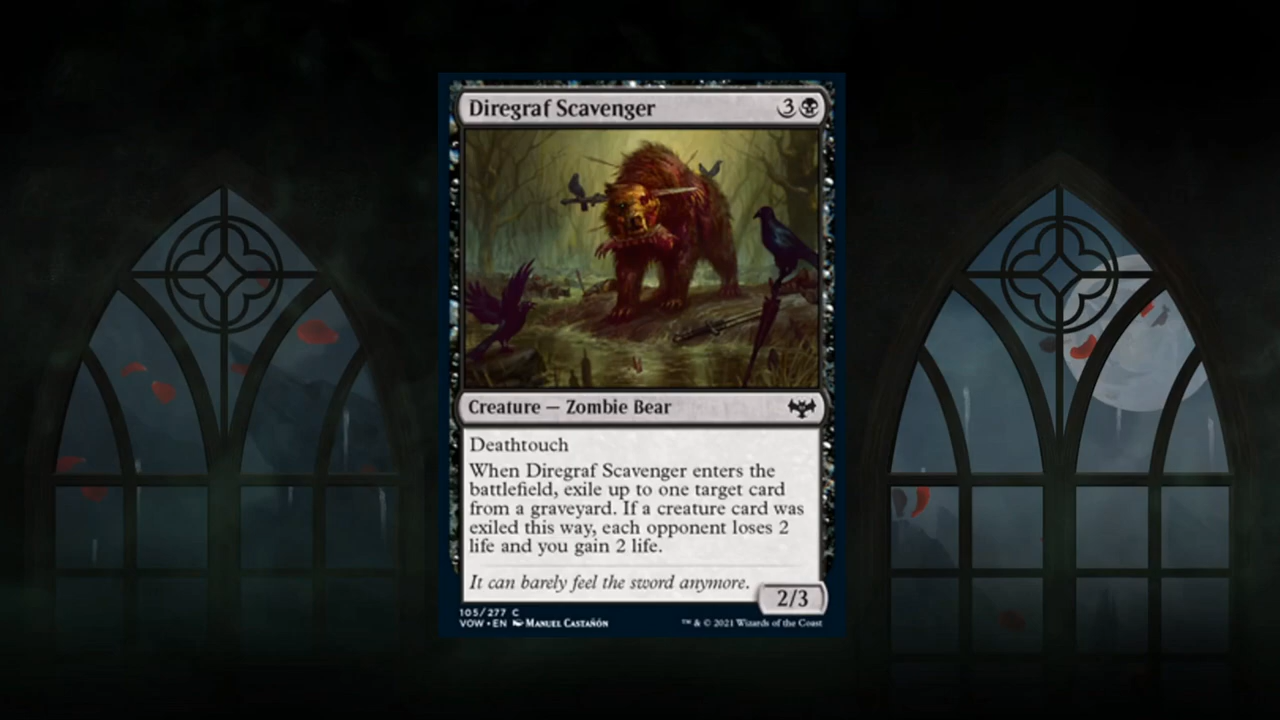 Diregraf Scavenger 3
Creature — Zombie Bear
Deathtouch
When Diregraf Scavenger enters the
battlefield, exile up to one target card
from a graveyard. If a creature card was
exiled this way, each opponent loses 2
life and you gain 2 life.
It can barely feel the sword anymore.
2/3
105/277 C
VOW • EN Manuel Castañón
™ & © 2021 Wizards of the Coast